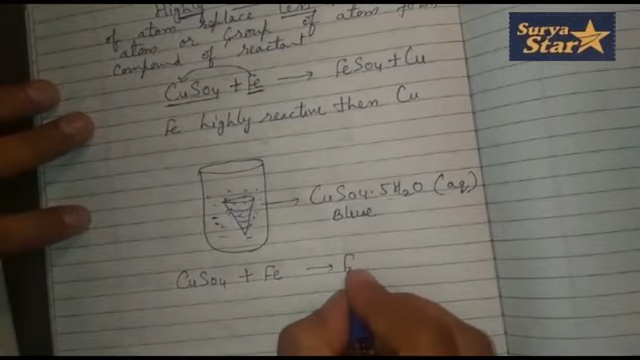 Highly
of atom replace less
atom or Group of atom from
compound of reactant
CuSO4 + Fe → FeSO4 + Cu
Fe highly reactive then Cu
→ CuSO4·5H2O (aq)
Blue
CuSO4 + Fe → F
Surya
Star